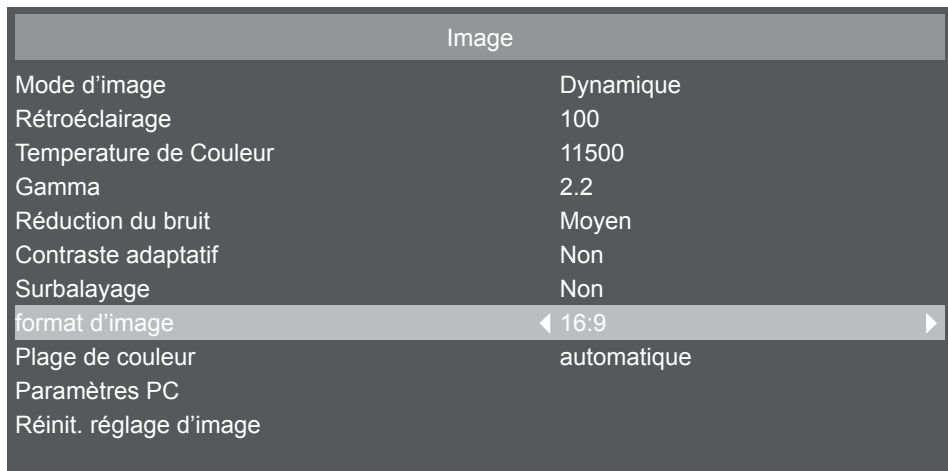 Image
Mode d’image Dynamique
Rétroéclairage 100
Temperature de Couleur 11500
Gamma 2.2
Réduction du bruit Moyen
Contraste adaptatif Non
Surbalayage Non
format d’image 16:9
Plage de couleur automatique
Paramètres PC
Réinit. réglage d’image